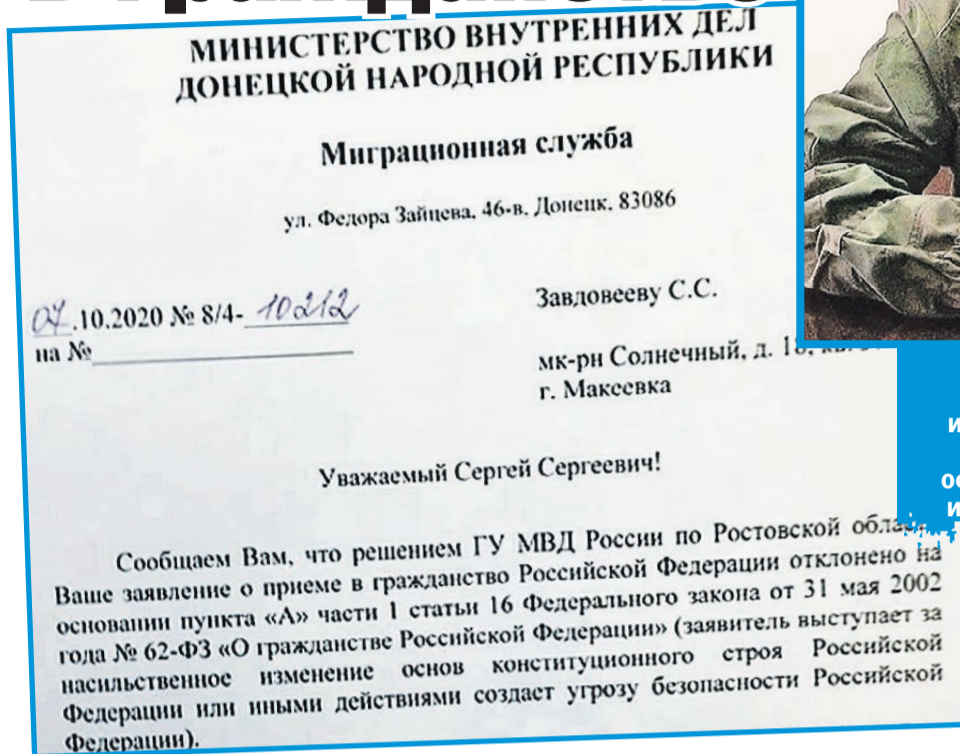 МИНИСТЕРСТВО ВНУТРЕННИХ ДЕЛ
ДОНЕЦКОЙ НАРОДНОЙ РЕСПУБЛИКИ
Миграционная служба
ул. Федора Зайцева, 46-в, Донецк, 83086
07.10.2020 № 8/4- 10212
на №
Завдовееву С.С.
мк-рн Солнечный, д. 18,
г. Макеевка
Уважаемый Сергей Сергеевич!
Сообщаем Вам, что решением ГУ МВД России по Ростовской
Ваше заявление о приеме в гражданство Российской Федерации отклонено на
основании пункта «А» части 1 статьи 16 Федерального закона от 31 мая 2002
года № 62-ФЗ «О гражданстве Российской Федерации» (заявитель выступает за
насильственное изменение основ конституционного строя Российской
Федерации или иными действиями создает угрозу безопасности Российской
Федерации).